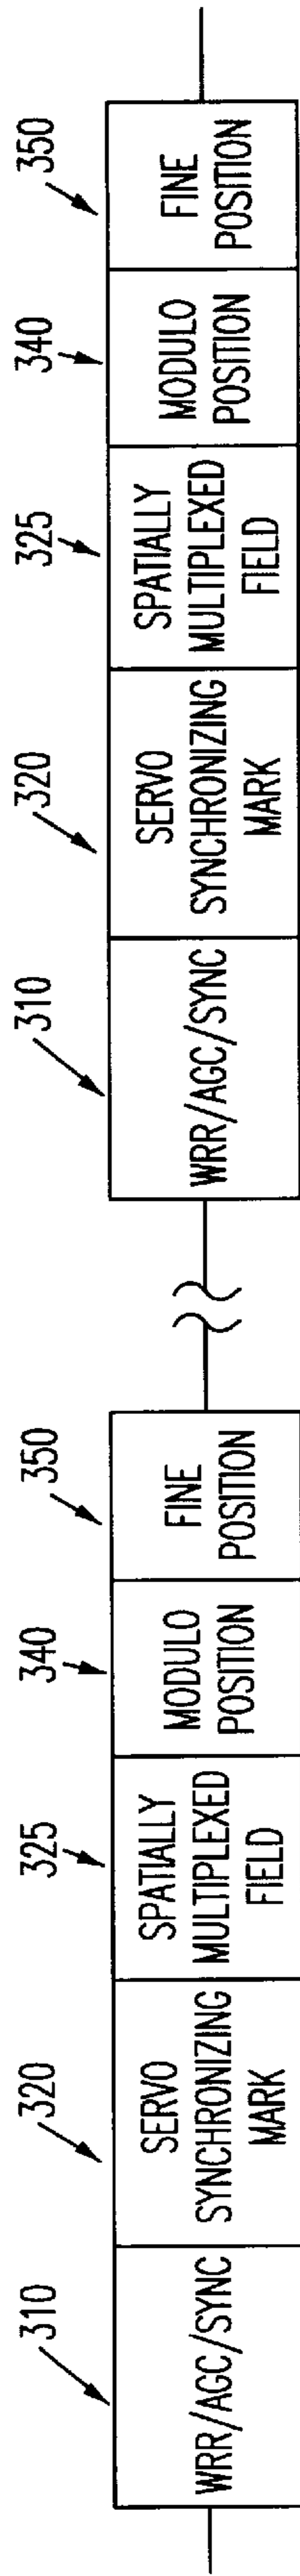 310
320
325
340
350
310
320
325
340
350
WRR/AGC/SYNC
SERVO
SYNCHRONIZING
MARK
SPATIALLY
MULTIPLEXED
FIELD
MODULO
POSITION
FINE
POSITION
WRR/AGC/SYNC
SERVO
SYNCHRONIZING
MARK
SPATIALLY
MULTIPLEXED
FIELD
MODULO
POSITION
FINE
POSITION